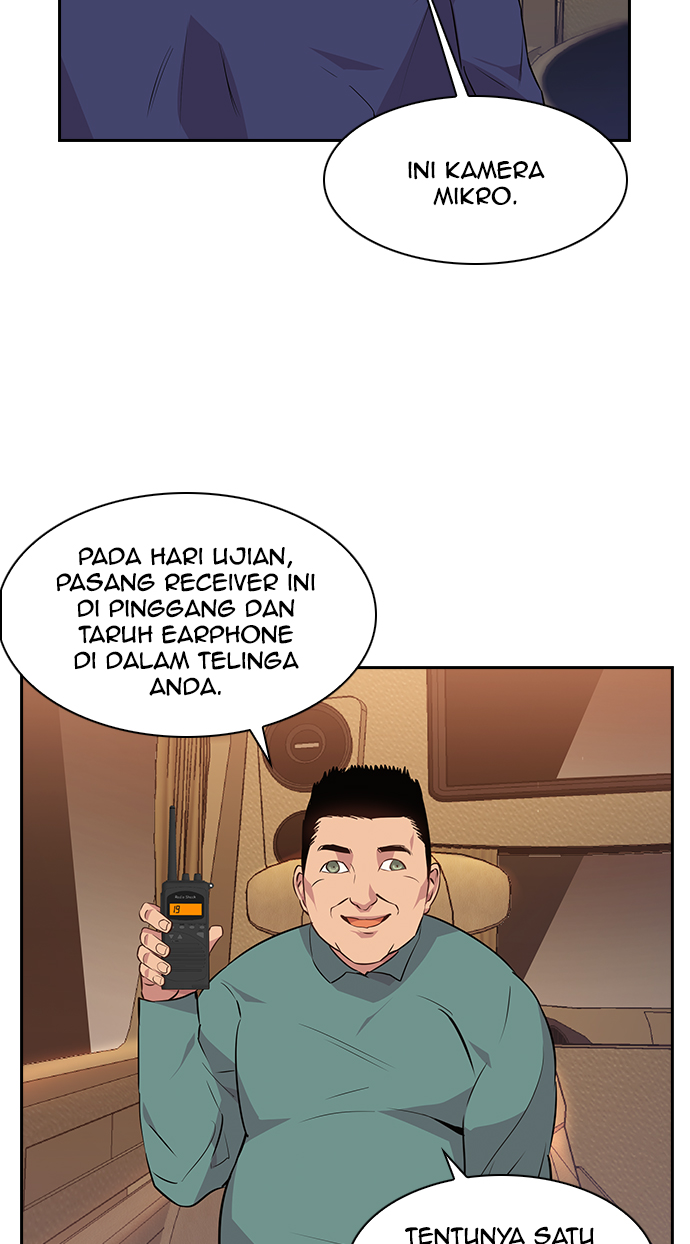 INI KAMERA
MIKRO.
PADA HARI UJIAN,
PASANG RECEIVER INI
DI PINGGANG DAN
TARUH EARPHONE
DI DALAM TELINGA
ANDA.
19
TENTUNYA SATU